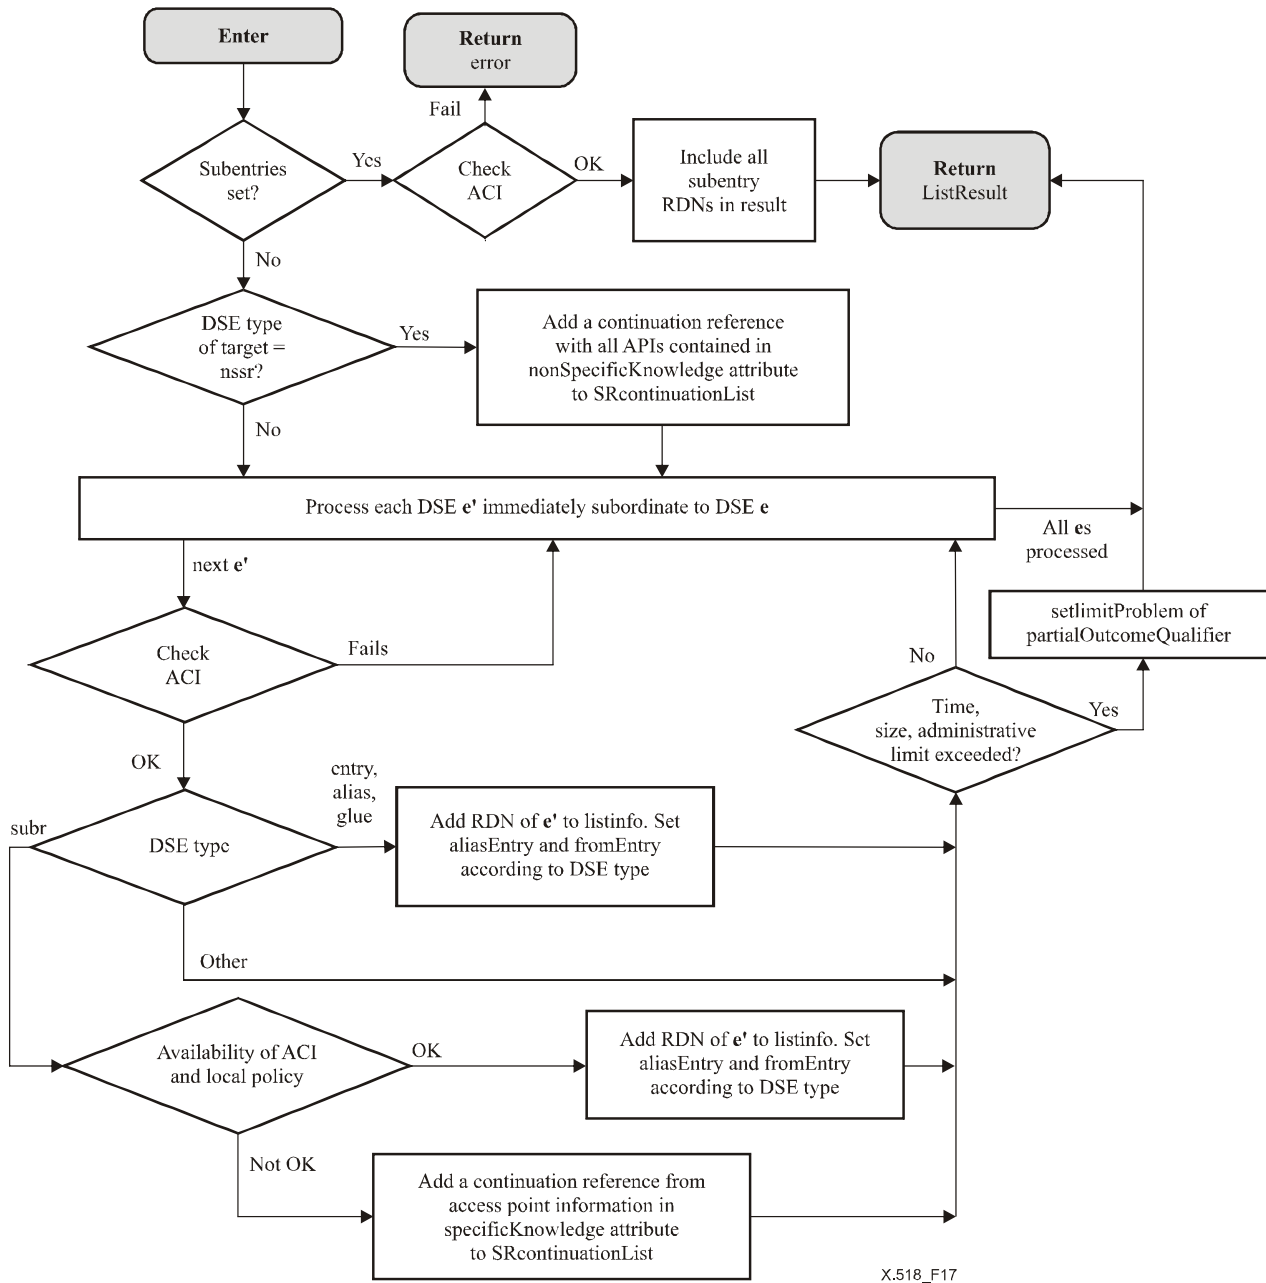 Enter
Return
error
Fail
Subentries
set?
Yes
Check
ACI
OK
Include all
subentry
RDNs in result
Return
ListResult
No
DSE type
of target =
nssr?
Yes
Add a continuation reference
with all APIs contained in
nonSpecificKnowledge attribute
to SRcontinuationList
No
Process each DSE e' immediately subordinate to DSE e
All es
processed
next e'
setlimitProblem of
partialOutcomeQualifier
Check
ACI
Fails
No
Time,
size, administrative
limit exceeded?
Yes
OK
entry,
alias,
glue
subr
DSE type
Add RDN of e' to listinfo. Set
aliasEntry and fromEntry
according to DSE type
Other
Availability of ACI
and local policy
OK
Add RDN of e' to listinfo. Set
aliasEntry and fromEntry
according to DSE type
Not OK
Add a continuation reference from
access point information in
specificKnowledge attribute
to SRcontinuationList
X.518_F17